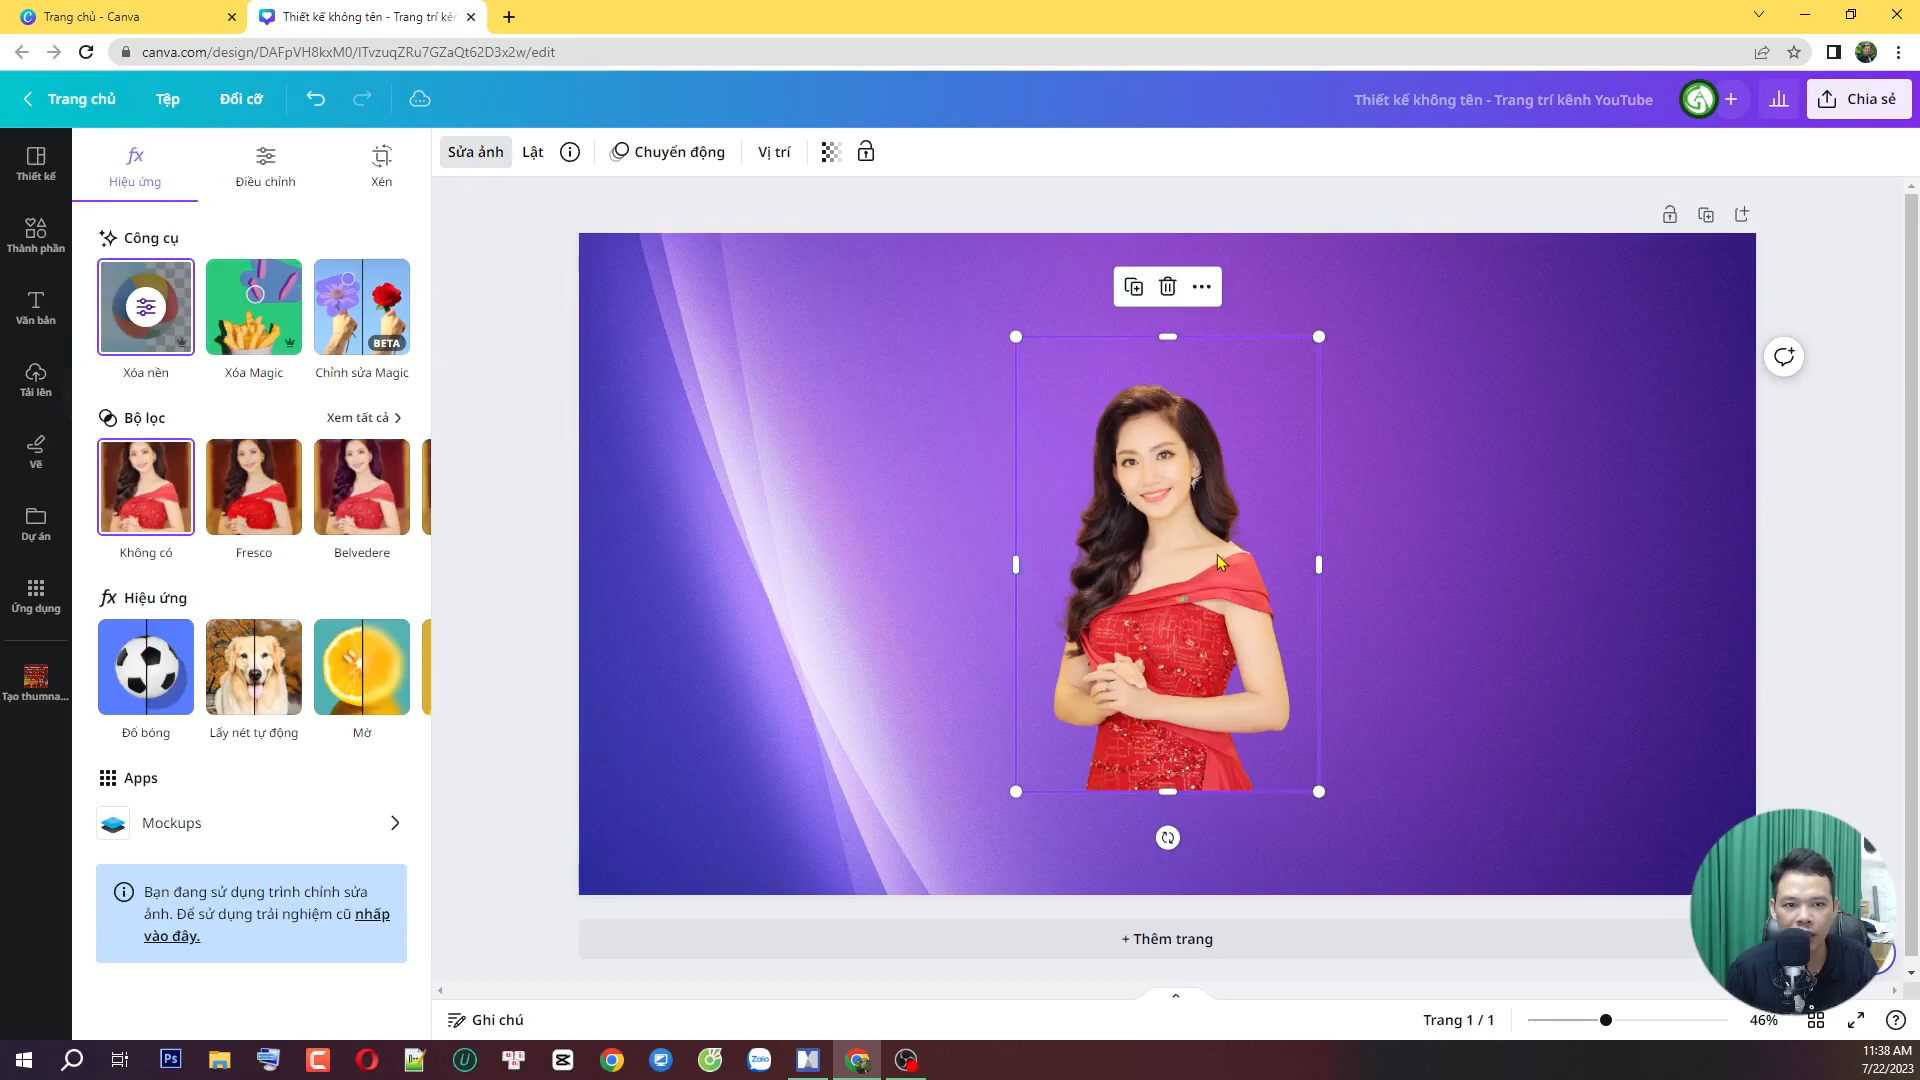 Trang chủ - Canva
Thiết kế không tên - Trang trí kên
canva.com/design/DAFpVH8kxM0/ITvzuqZRu7GZaQt62D3x2w/edit
Trang chủ
Tệp
Đổi cỡ
Thiết kế không tên - Trang trí kênh YouTube
Chia sẻ
Thiết kế
Thành phần
Văn bản
Tải lên
Vẽ
Dự án
Ứng dụng
Tạo thumna...
Hiệu ứng
Điều chỉnh
Xén
Sửa ảnh
Lật
Chuyển động
Vị trí
Công cụ
BETA
Xóa nền
Xóa Magic
Chỉnh sửa Magic
Bộ lọc
Xem tất cả
Không có
Fresco
Belvedere
fx Hiệu ứng
Đổ bóng
Lấy nét tự động
Mờ
Apps
Mockups
Bạn đang sử dụng trình chỉnh sửa
ảnh. Để sử dụng trải nghiệm cũ nhấp
vào đây.
+ Thêm trang
Ghi chú
Trang 1 / 1
46%
Ps
Zalo
11:38 AM
7/22/2023